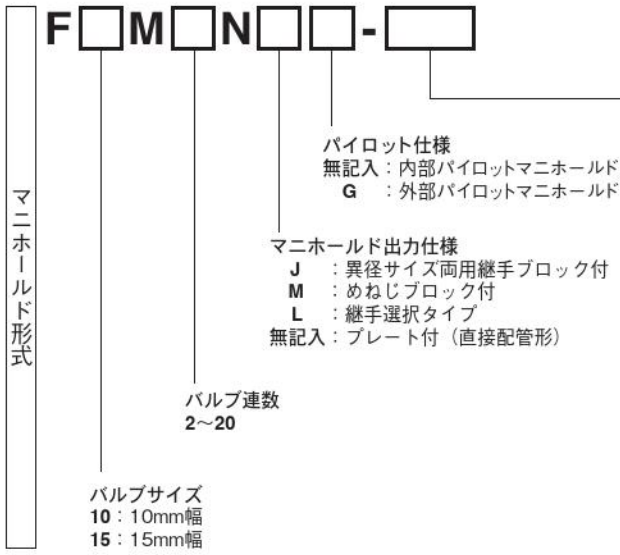 F□M□N□□-□
パイロット仕様
無記入：内部パイロットマニホールド
G ：外部パイロットマニホールド
マニホールド出力仕様
J ：異径サイズ両用継手ブロック付
M ：めねじブロック付
L ：継手選択タイプ
無記入：プレート付（直接配管形）
バルブ連数
2～20
バルブサイズ
10：10mm幅
15：15mm幅
マニホールド形式